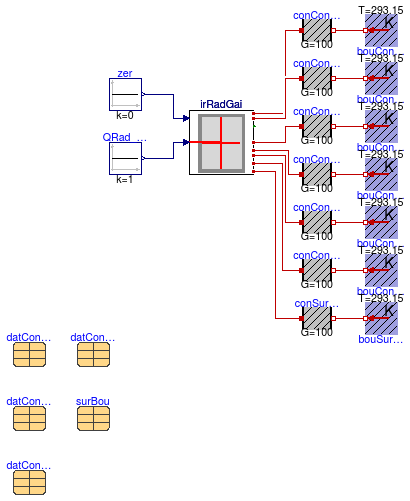 conCon...
T=293.15
K
G=100
bouCon...
zer
conCon...
T=293.15
K
k=0
G=100
bouCon...
irRadGai
conCon...
T=293.15
K
QRad_...
G=100
bouCon...
k=1
conCon...
T=293.15
K
G=100
bouCon...
conCon...
T=293.15
K
G=100
bouCon...
conCon...
T=293.15
K
G=100
bouCon...
conSur...
T=293.15
K
G=100
bouSur...
datCon...
datCon...
datCon...
surBou
datCon...